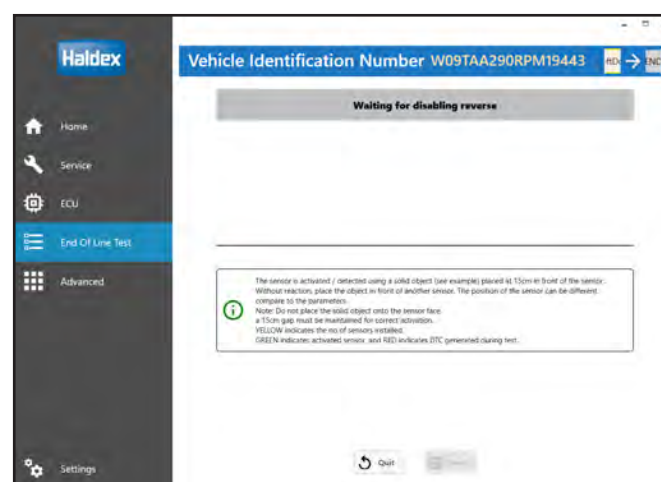 Haldex
Vehicle Identification Number W09TAA290RPM19443
RDi → END
Waiting for disabling reverse
Home
Service
ECU
End Of Line Test
Advanced
The sensor is activated / detected using a solid object (see example) placed at 15cm in front of the sensor.
Without reaction, place the object in front of another sensor. The position of the sensor can be different
compare to the parameters.
Note: Do not place the solid object onto the sensor face
a 15cm gap must be maintained for correct activation.
YELLOW indicates the no of sensors installed.
GREEN indicates activated sensor, and RED indicates DTC generated during test.
Settings
Quit